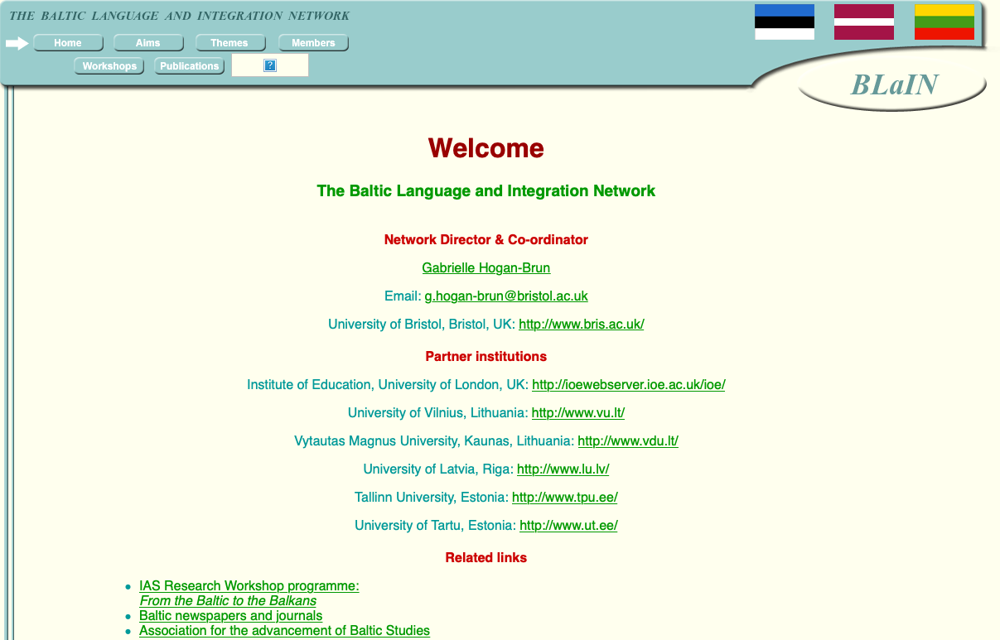 THE BALTIC LANGUAGE AND INTEGRATION NETWORK
Home Aims Themes Members
Workshops Publications ?
BLaIN
Welcome
The Baltic Language and Integration Network
Network Director & Co-ordinator
Gabrielle Hogan-Brun
Email: g.hogan-brun@bristol.ac.uk
University of Bristol, Bristol, UK: http://www.bris.ac.uk/
Partner institutions
Institute of Education, University of London, UK: http://ioewebserver.ioe.ac.uk/ioe/
University of Vilnius, Lithuania: http://www.vu.lt/
Vytautas Magnus University, Kaunas, Lithuania: http://www.vdu.lt/
University of Latvia, Riga: http://www.lu.lv/
Tallinn University, Estonia: http://www.tpu.ee/
University of Tartu, Estonia: http://www.ut.ee/
Related links
• IAS Research Workshop programme:
From the Baltic to the Balkans
• Baltic newspapers and journals
• Association for the advancement of Baltic Studies